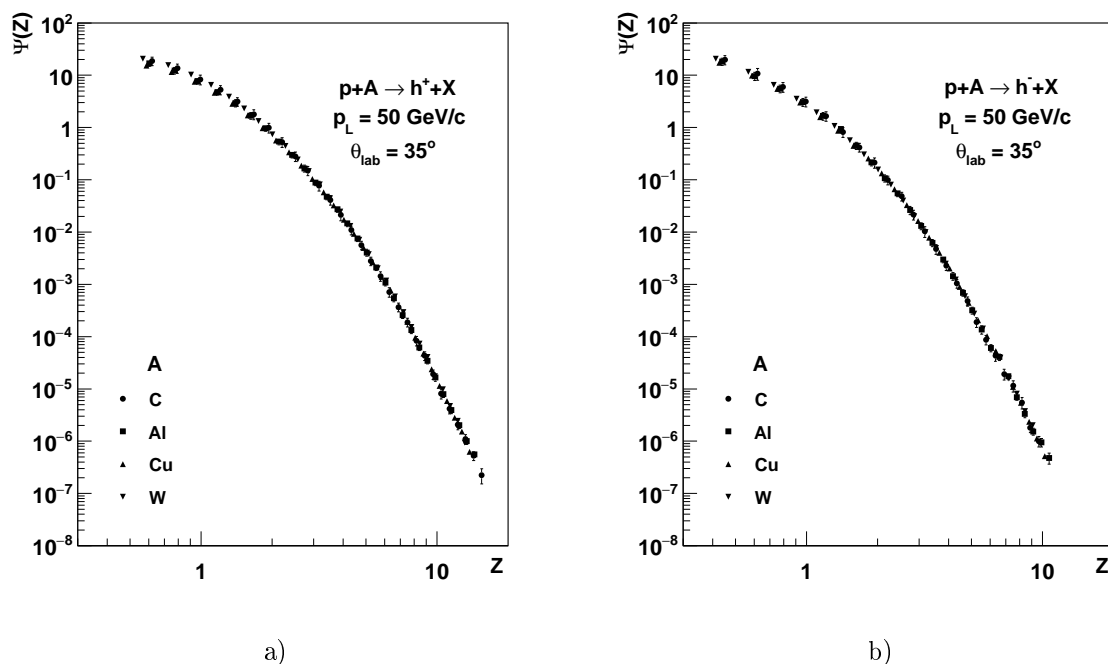 Ψ(Z)
10²
10
1
10⁻¹
10⁻²
10⁻³
10⁻⁴
10⁻⁵
10⁻⁶
10⁻⁷
10⁻⁸
p+A → h⁺+X
p_L = 50 GeV/c
θ_lab = 35°
A
C
Al
Cu
W
1
10
Z
a)
Ψ(Z)
10²
10
1
10⁻¹
10⁻²
10⁻³
10⁻⁴
10⁻⁵
10⁻⁶
10⁻⁷
10⁻⁸
p+A → h⁻+X
p_L = 50 GeV/c
θ_lab = 35°
A
C
Al
Cu
W
1
10
Z
b)